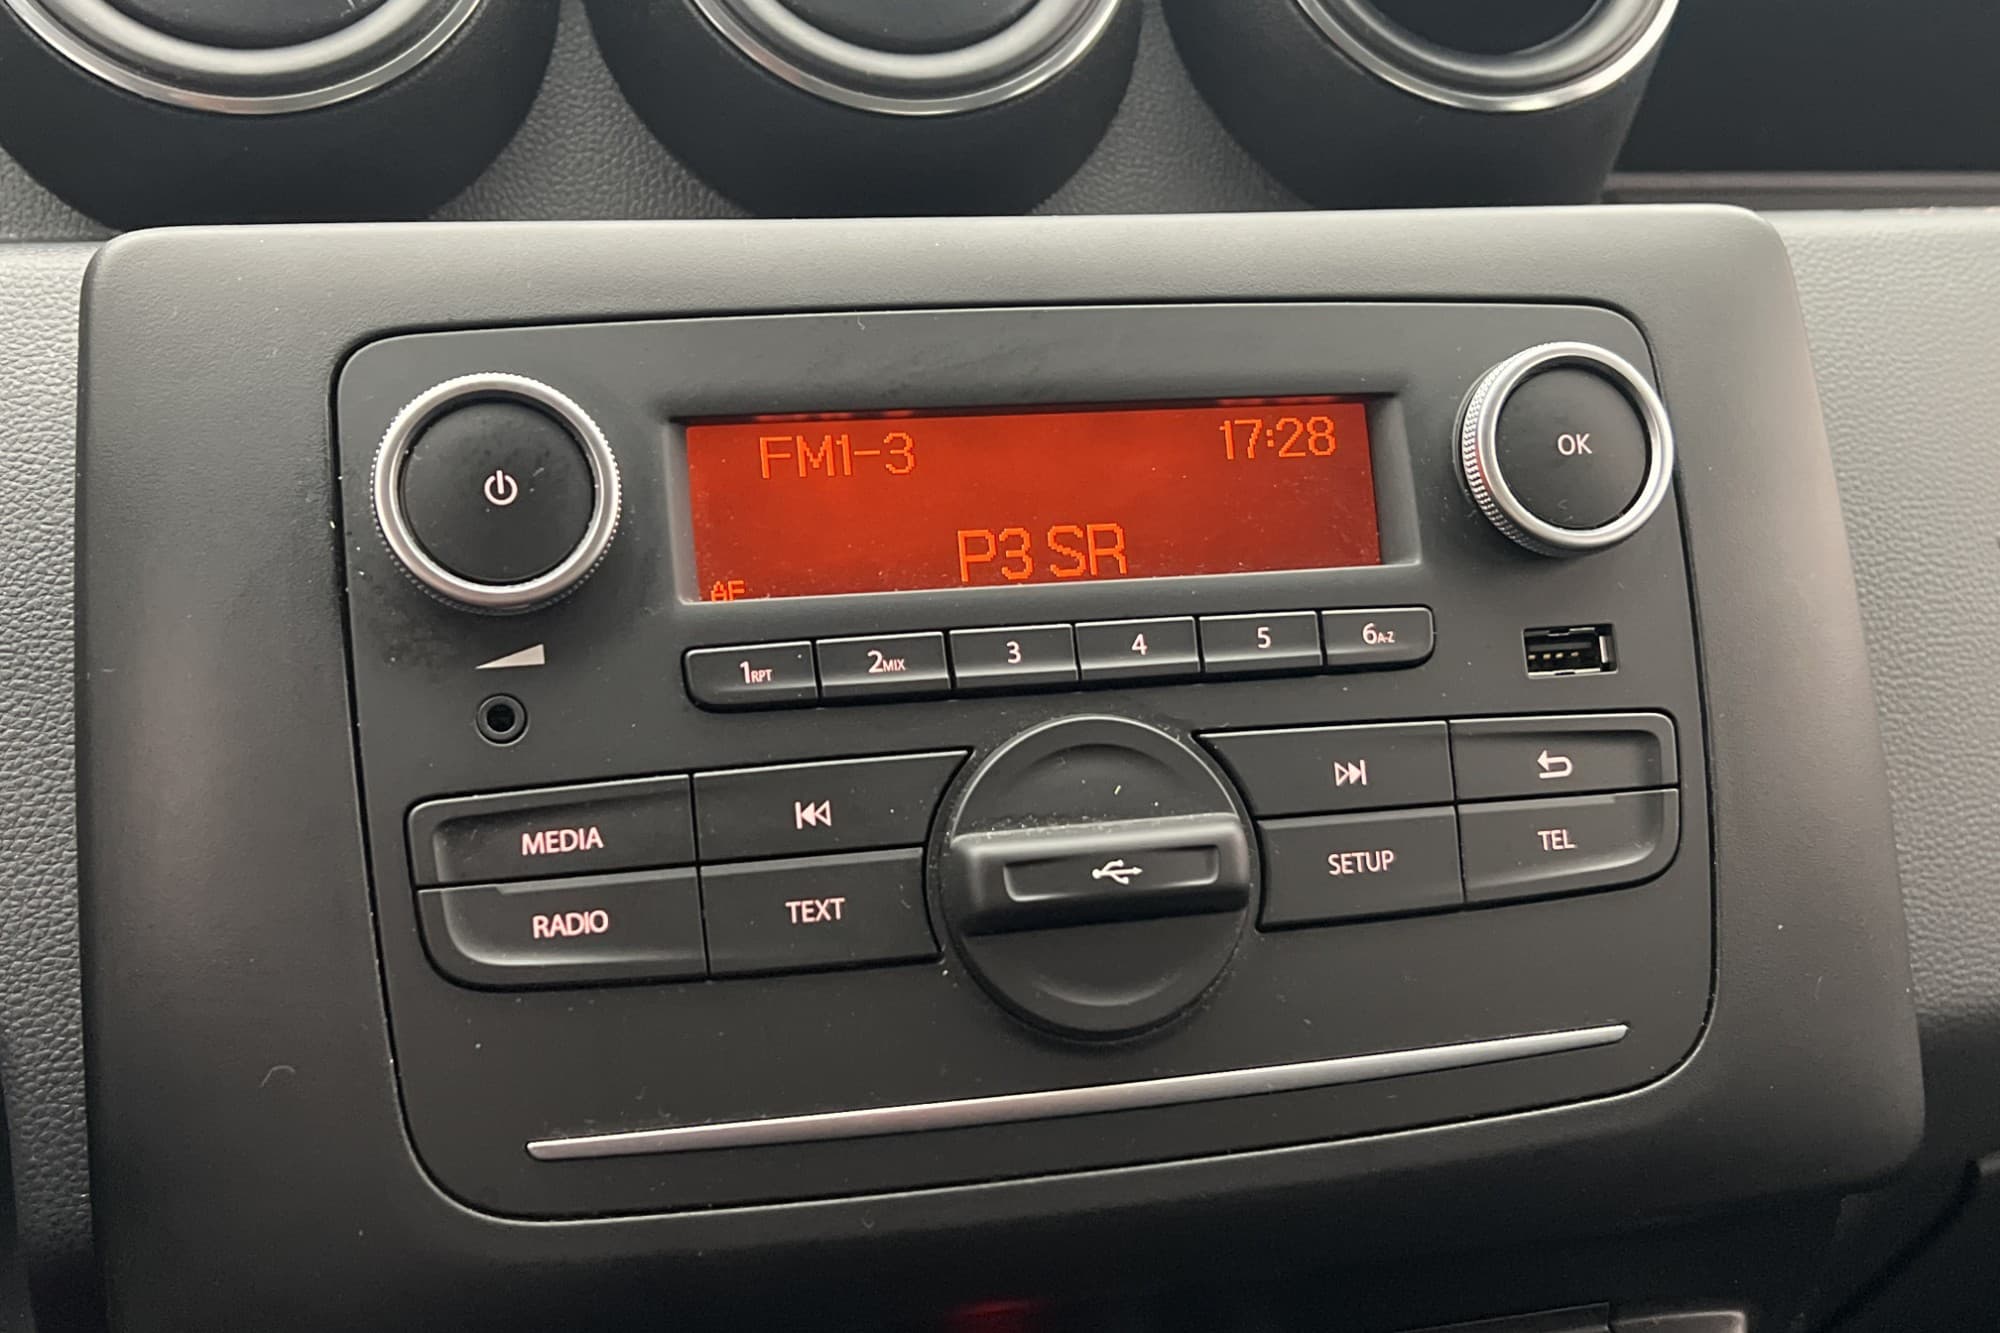 FM1-3 17:28
P3 SR
AF
1RPT 2MIX 3 4 5 6A-Z
OK
MEDIA
RADIO
TEXT
SETUP
TEL